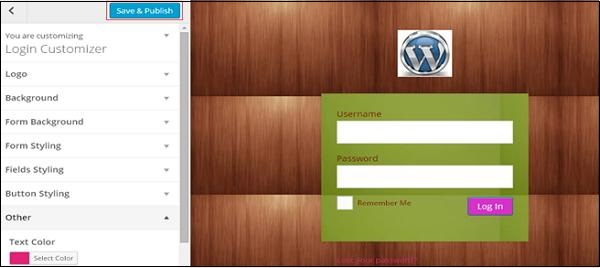 Save & Publish
You are customizing
Login Customizer
Logo
Background
Form Background
Form Styling
Fields Styling
Button Styling
Other
Text Color
Select Color
W
Username
Password
Remember Me
Log In
Lost your password?